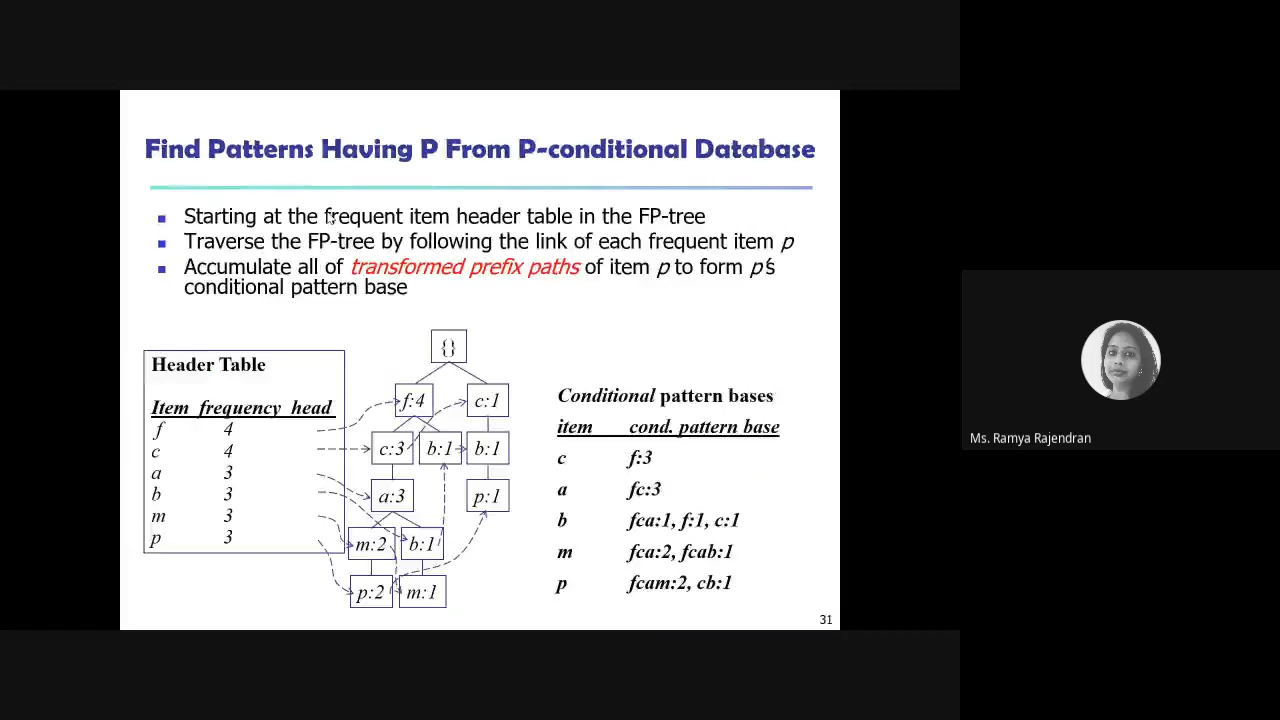 Find Patterns Having P From P-conditional Database
Starting at the frequent item header table in the FP-tree
Traverse the FP-tree by following the link of each frequent item p
Accumulate all of transformed prefix paths of item p to form p's
conditional pattern base
Header Table
Item frequency head
f 4
c 4
a 3
b 3
m 3
p 3
{}
f:4 c:1
c:3 b:1 b:1
a:3 p:1
m:2 b:1
p:2 m:1
Conditional pattern bases
item cond. pattern base
c f:3
a fc:3
b fca:1, f:1, c:1
m fca:2, fcab:1
p fcam:2, cb:1
31
Ms. Ramya Rajendran